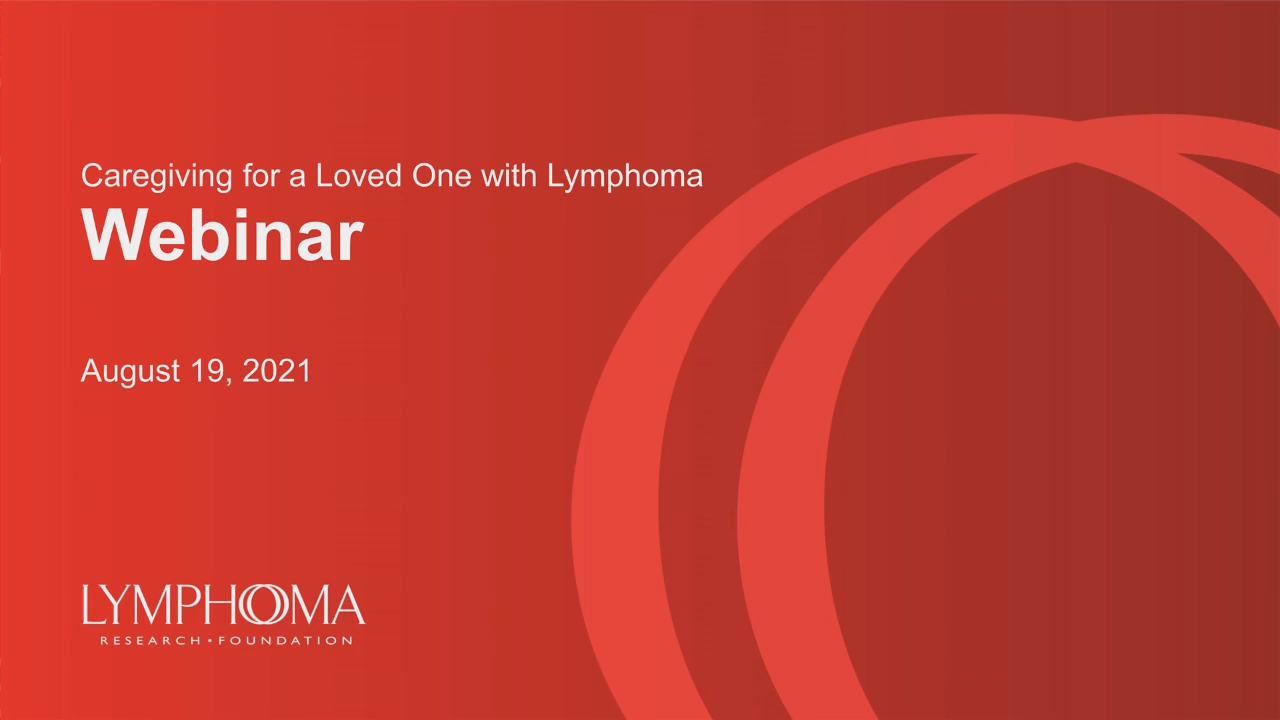 Caregiving for a Loved One with Lymphoma
Webinar
August 19, 2021
LYMPHOMA
RESEARCH • FOUNDATION